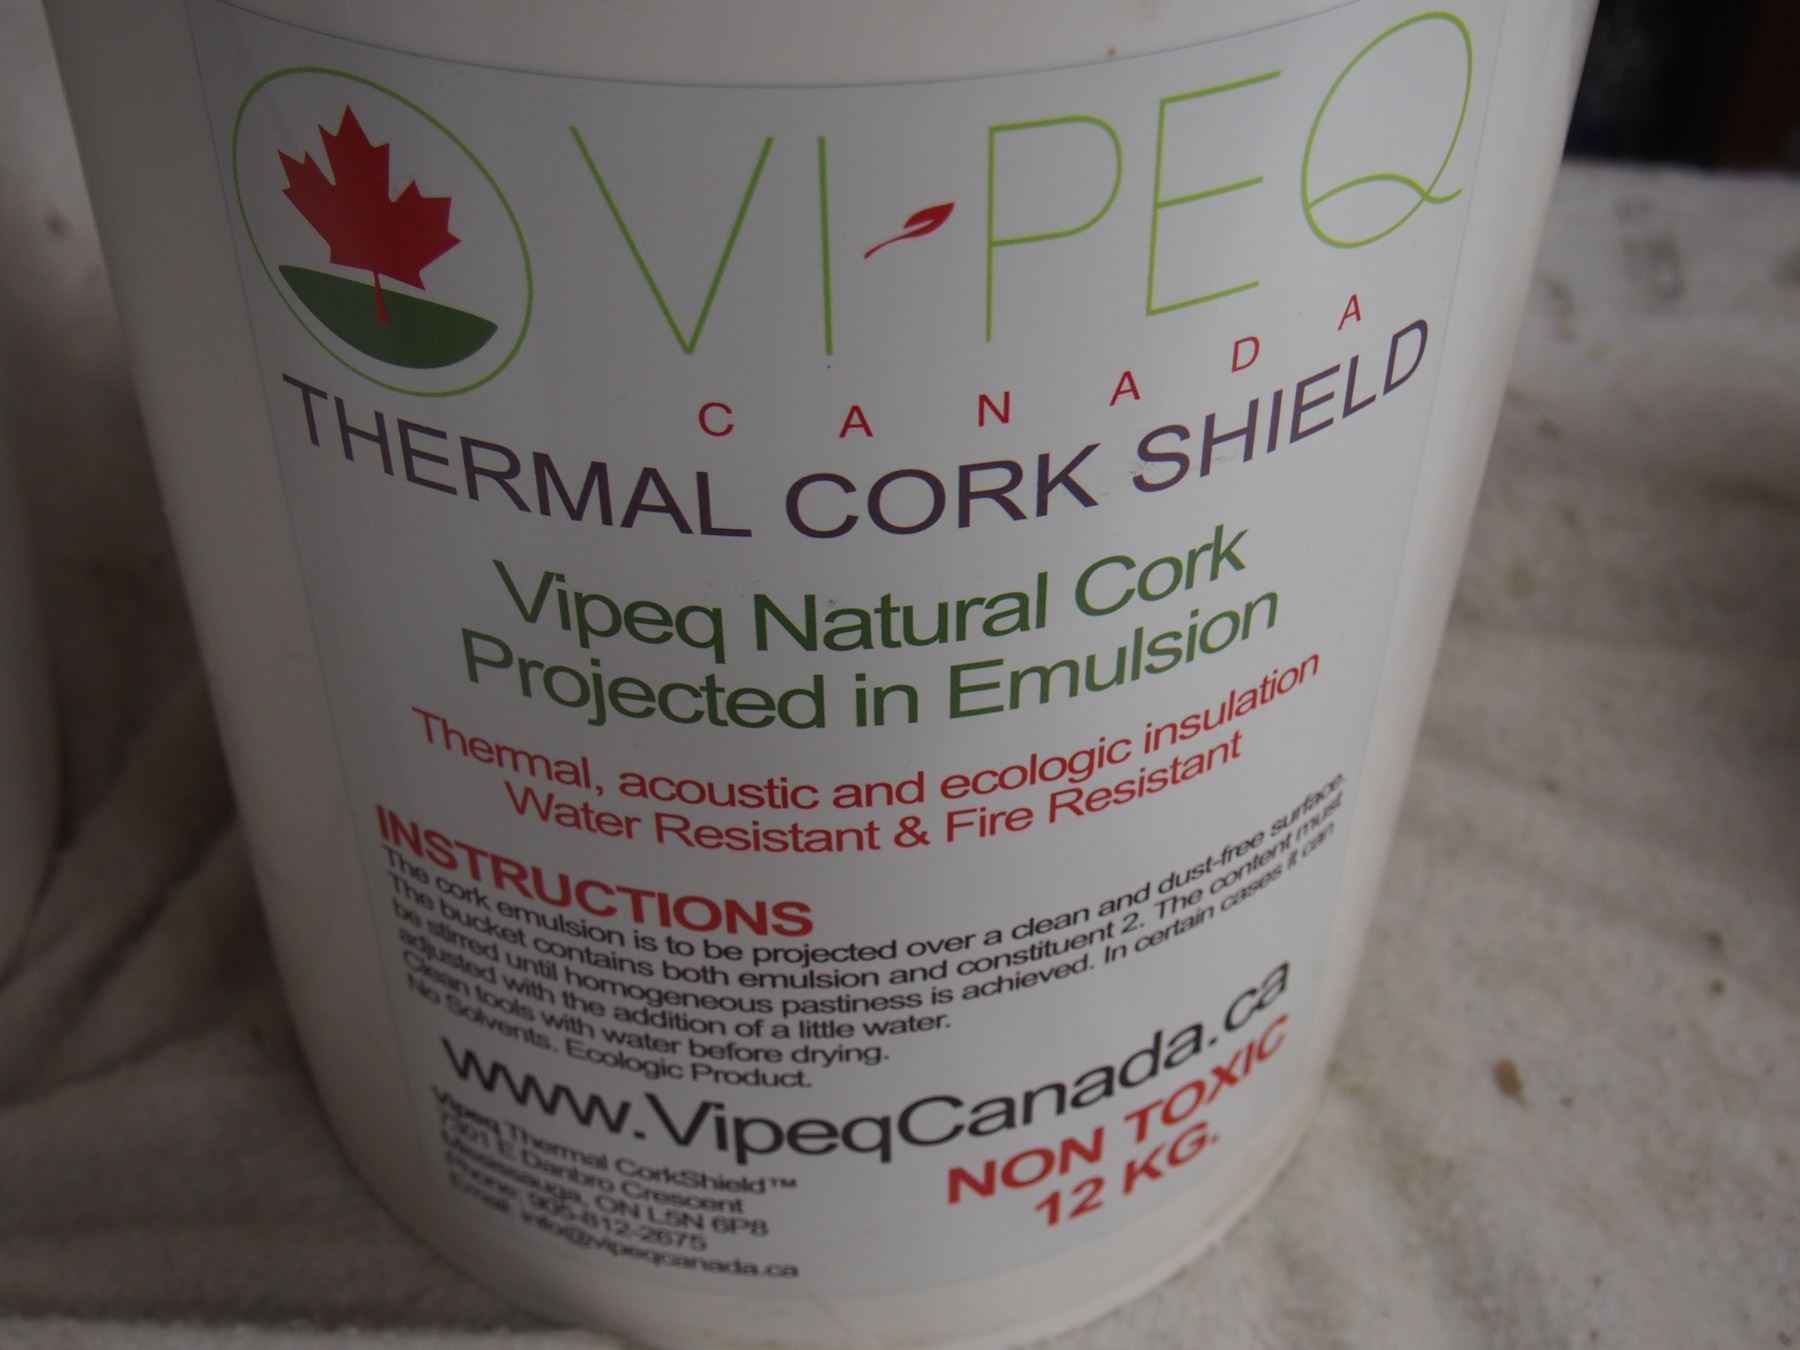 VI-PEQ
CANADA
THERMAL CORK SHIELD
Vipeq Natural Cork
Projected in Emulsion
Thermal, acoustic and ecologic insulation
Water Resistant & Fire Resistant
INSTRUCTIONS
The cork emulsion is to be projected over a clean and dust-free surface.
The bucket contains both emulsion and constituent 2. The content must
be stirred until homogeneous pastiness is achieved. In certain cases it can
adjusted with the addition of a little water.
Clean tools with water before drying.
No Solvents. Ecologic Product.
www.VipeqCanada.ca
NON TOXIC
12 KG.
Vipeq Thermal CorkShield™
7301 E Danbro Crescent
Mississauga, ON L5N 6P8
Phone: 905-812-2675
Email: info@vipeqcanada.ca